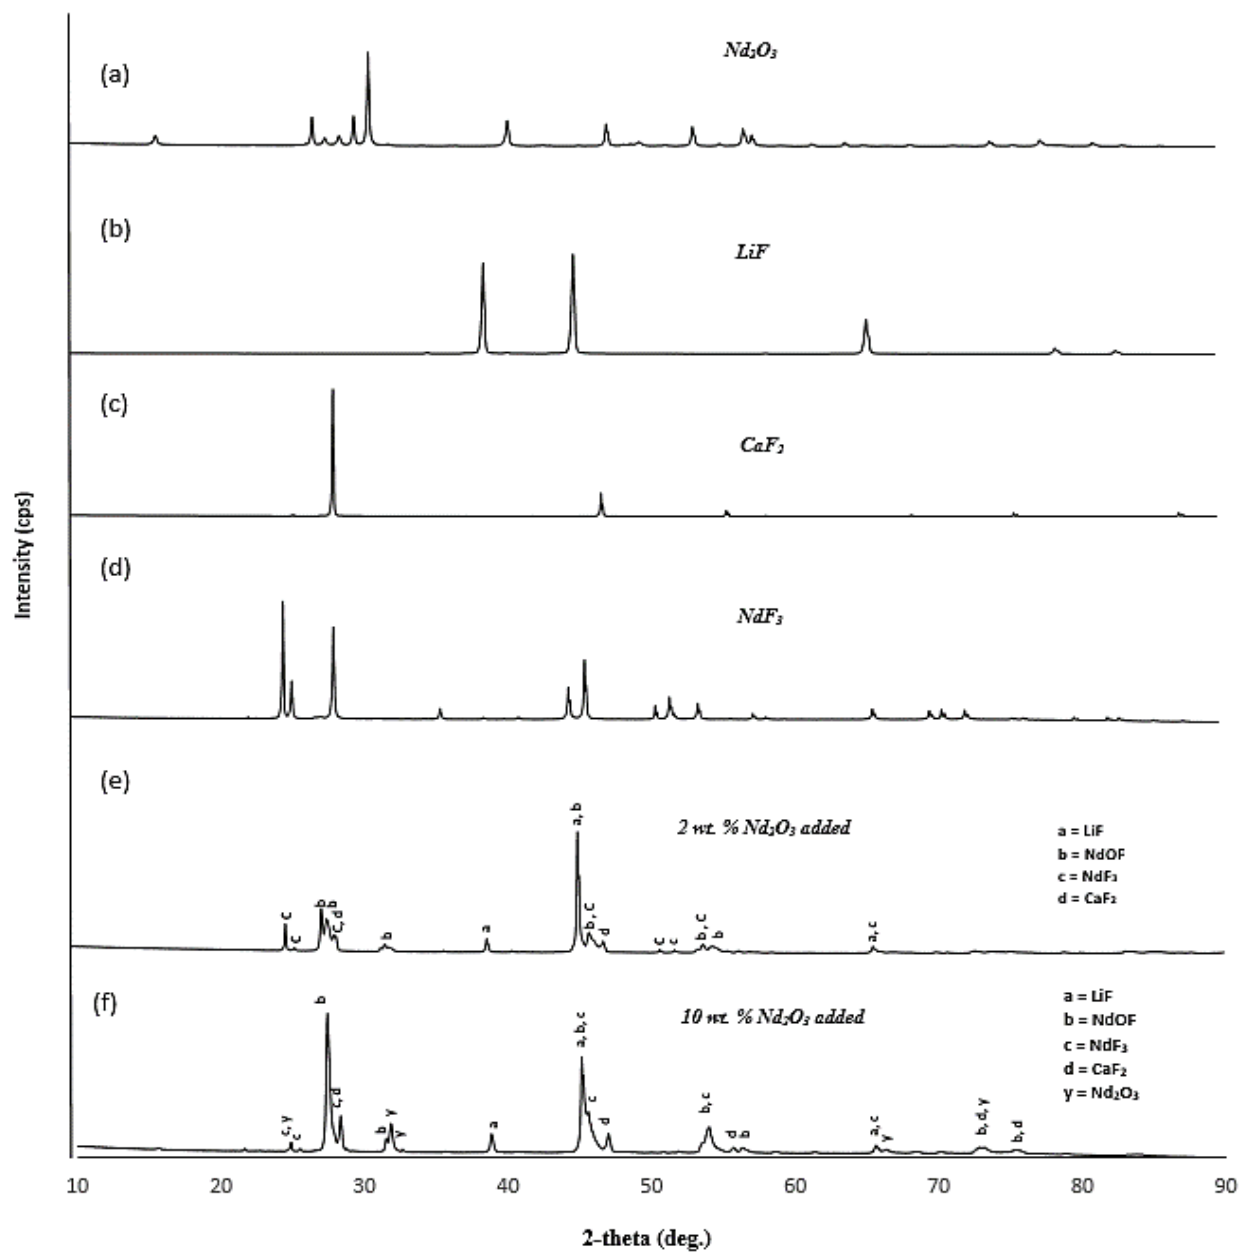 Nd₂O₃
(a)
(b)
LiF
(c)
CaF₂
Intensity (cps)
(d)
NdF₃
(e)
2 wt. % Nd₂O₃ added
a = LiF
b = NdOF
c = NdF₃
d = CaF₂
c
c
b
b
c, d
b
a
a, b
b, c
d
c
c
b, c
b
a, c
(f)
10 wt. % Nd₂O₃ added
a = LiF
b = NdOF
c = NdF₃
d = CaF₂
y = Nd₂O₃
c, y
c
b
c, d
b
y
y
a
a, b, c
c
d
b, c
d
b
a, c
y
b, d, y
b, d
10 20 30 40 50 60 70 80 90
2-theta (deg.)